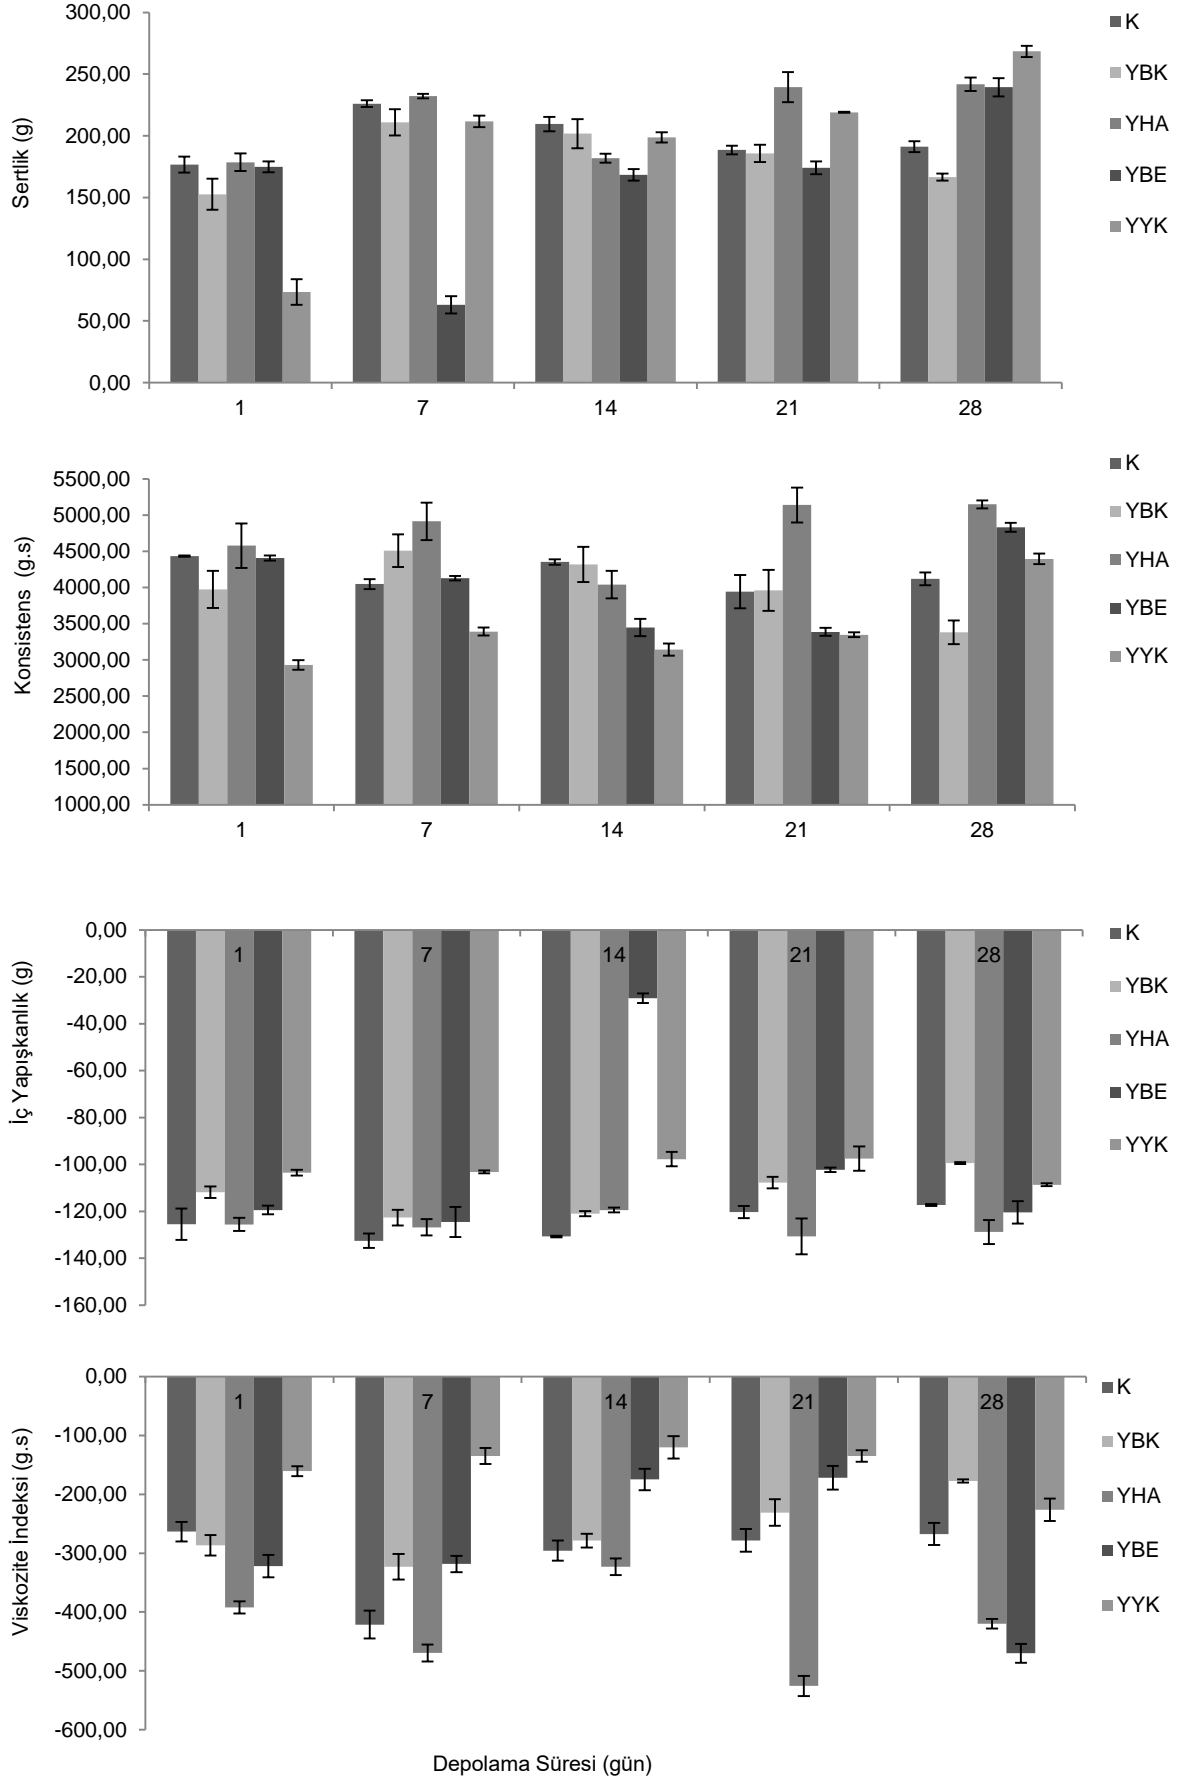 Sertlik (g)
300,00
250,00
200,00
150,00
100,00
50,00
0,00
1 7 14 21 28
K
YBK
YHA
YBE
YYK
Konsistens (g.s)
5500,00
5000,00
4500,00
4000,00
3500,00
3000,00
2500,00
2000,00
1500,00
1000,00
1 7 14 21 28
K
YBK
YHA
YBE
YYK
İç Yapışkanlık (g)
0,00
-20,00
-40,00
-60,00
-80,00
-100,00
-120,00
-140,00
-160,00
1 7 14 21 28
K
YBK
YHA
YBE
YYK
Viskozite İndeksi (g.s)
0,00
-100,00
-200,00
-300,00
-400,00
-500,00
-600,00
1 7 14 21 28
K
YBK
YHA
YBE
YYK
Depolama Süresi (gün)